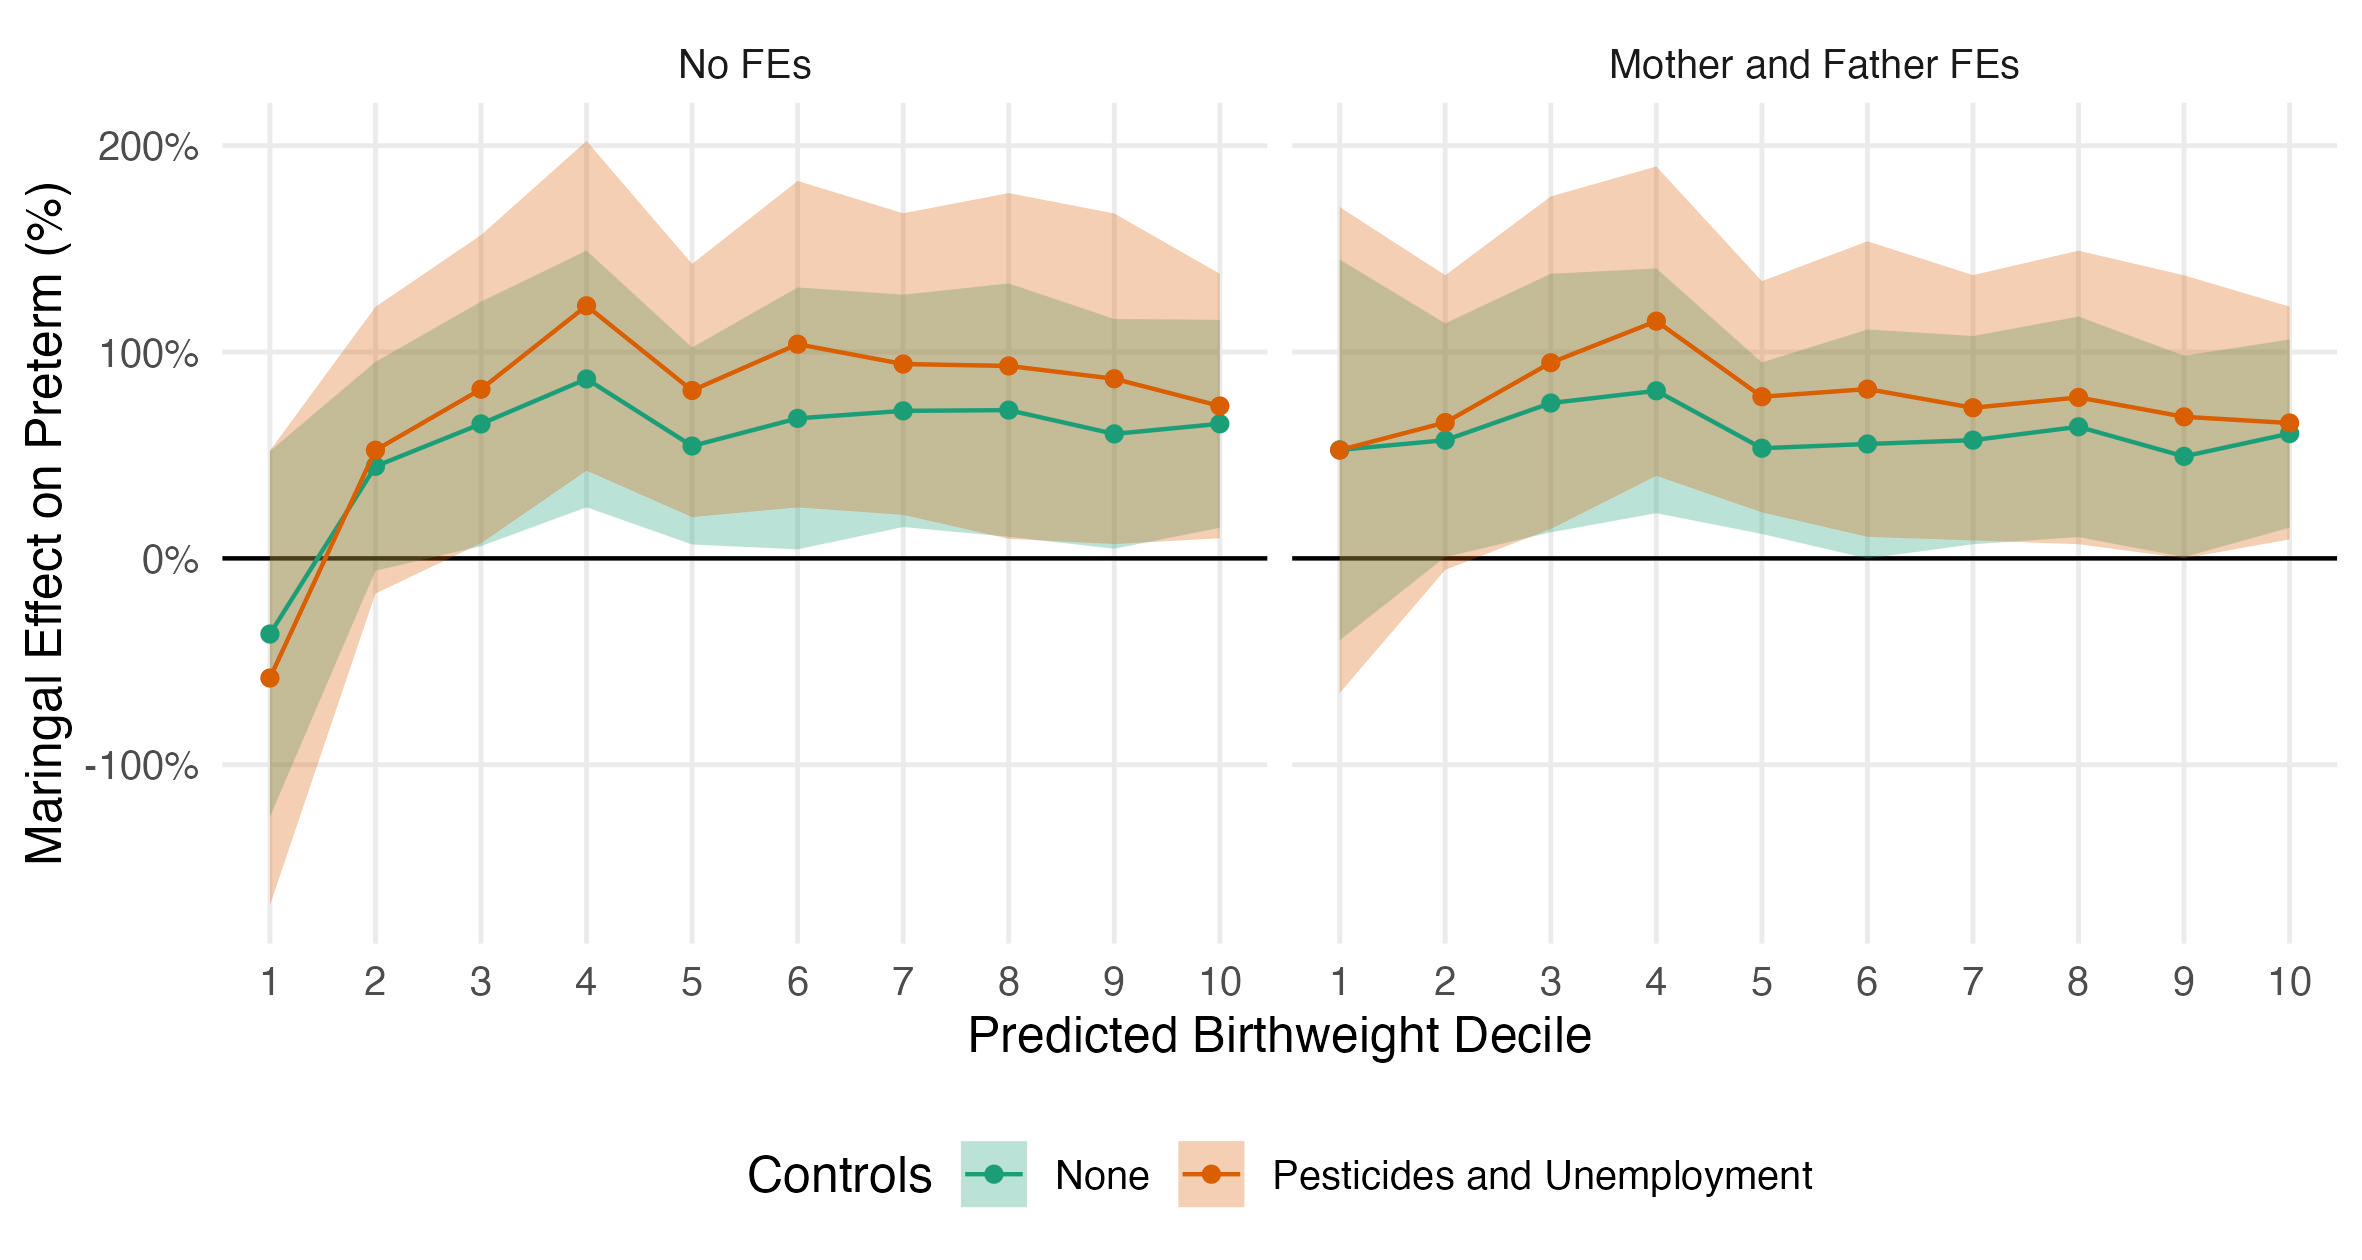 No FEs
Mother and Father FEs
Maringal Effect on Preterm (%)
200%
100%
0%
-100%
1 2 3 4 5 6 7 8 9 10
1 2 3 4 5 6 7 8 9 10
Predicted Birthweight Decile
Controls None Pesticides and Unemployment